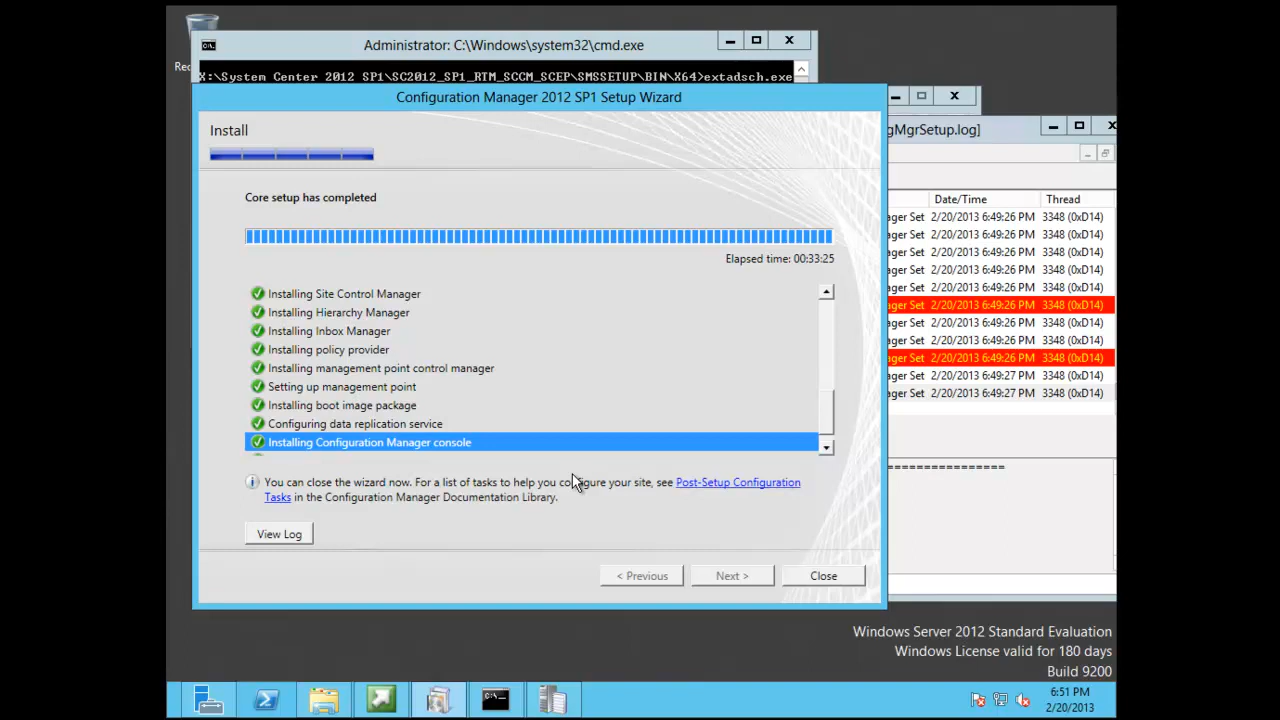 Administrator: C:\Windows\system32\cmd.exe
X:\System Center 2012 SP1\SC2012_SP1_RTM_SCCM_SCEP\SMSSETUP\BIN\X64>extadsch.exe
Configuration Manager 2012 SP1 Setup Wizard
Install
Core setup has completed
Elapsed time: 00:33:25
Installing Site Control Manager
Installing Hierarchy Manager
Installing Inbox Manager
Installing policy provider
Installing management point control manager
Setting up management point
Installing boot image package
Configuring data replication service
Installing Configuration Manager console
You can close the wizard now. For a list of tasks to help you configure your site, see Post-Setup Configuration
Tasks in the Configuration Manager Documentation Library.
View Log
< Previous
Next >
Close
gMgrSetup.log]
Date/Time Thread
ager Set 2/20/2013 6:49:26 PM 3348 (0xD14)
ager Set 2/20/2013 6:49:26 PM 3348 (0xD14)
ager Set 2/20/2013 6:49:26 PM 3348 (0xD14)
ager Set 2/20/2013 6:49:26 PM 3348 (0xD14)
ager Set 2/20/2013 6:49:26 PM 3348 (0xD14)
ager Set 2/20/2013 6:49:26 PM 3348 (0xD14)
ager Set 2/20/2013 6:49:26 PM 3348 (0xD14)
ager Set 2/20/2013 6:49:26 PM 3348 (0xD14)
ager Set 2/20/2013 6:49:26 PM 3348 (0xD14)
ager Set 2/20/2013 6:49:27 PM 3348 (0xD14)
ager Set 2/20/2013 6:49:27 PM 3348 (0xD14)
================
Rec
Windows Server 2012 Standard Evaluation
Windows License valid for 180 days
Build 9200
6:51 PM
2/20/2013